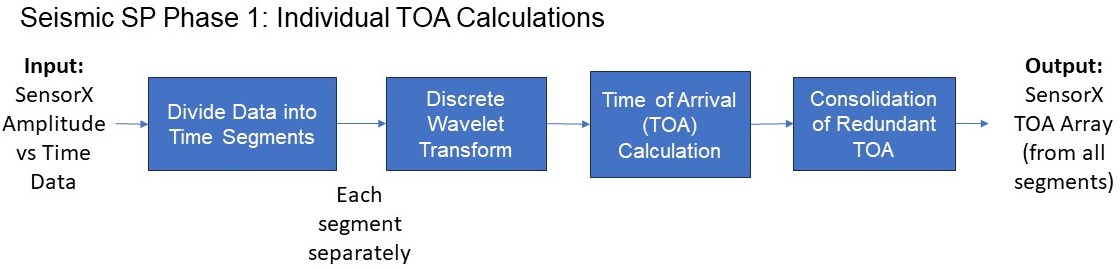 Seismic SP Phase 1: Individual TOA Calculations
Input:
SensorX
Amplitude
vs Time
Data
Divide Data into
Time Segments
Each
segment
separately
Discrete
Wavelet
Transform
Time of Arrival
(TOA)
Calculation
Consolidation
of Redundant
TOA
Output:
SensorX
TOA Array
(from all
segments)